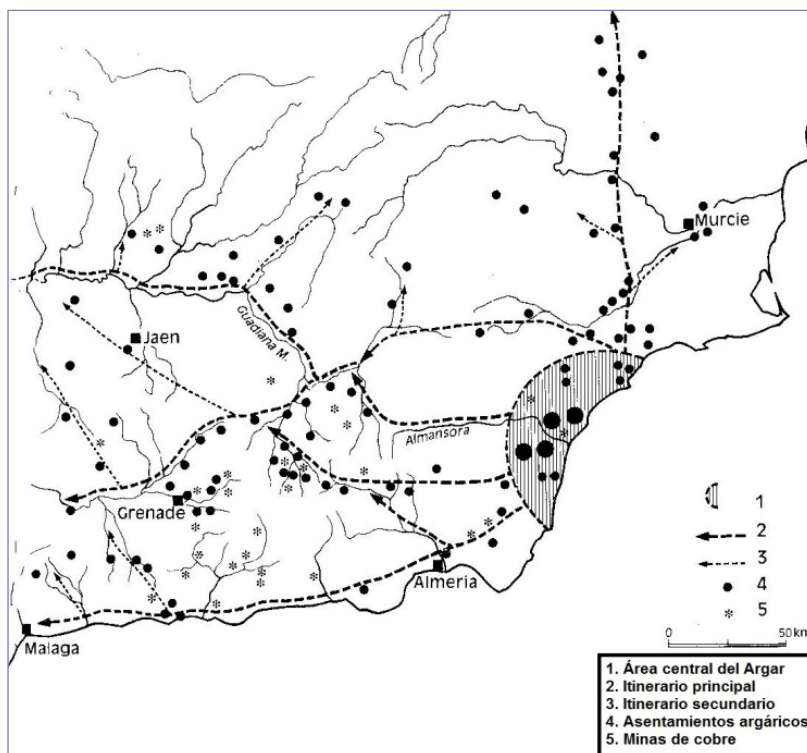 Murcie
Jaen
Guadiana M.
Almansora
Grenade
Almeria
Malaga
1
2
3
4
5
0 50 km
1. Área central del Argar
2. Itinerario principal
3. Itinerario secundario
4. Asentamientos argáricos
5. Minas de cobre